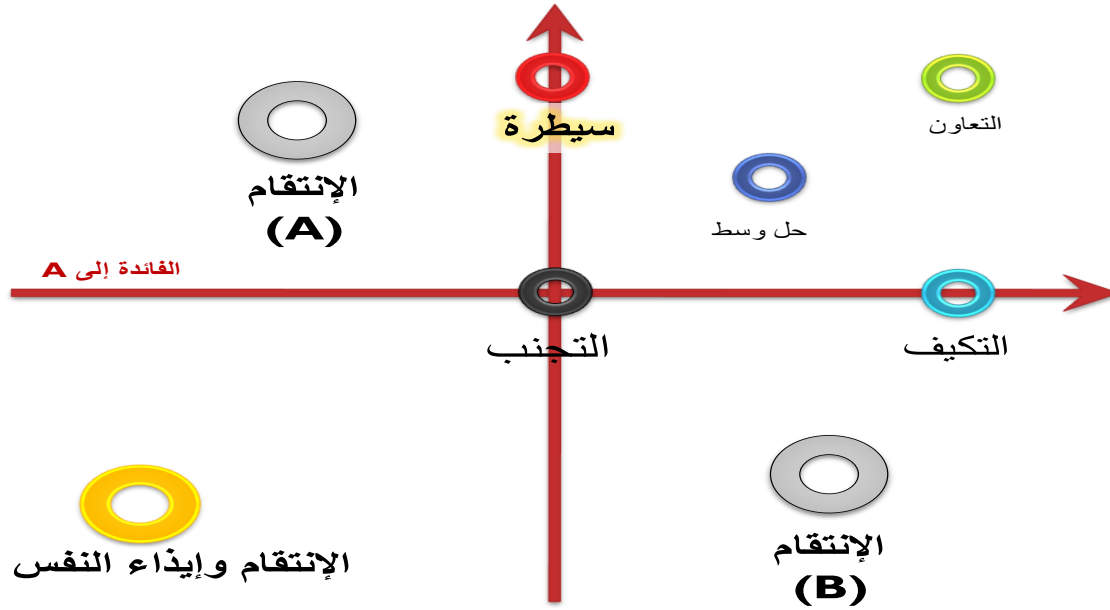 سيطرة
التعاون
الإنتقام
(A)
حل وسط
الفائدة إلى A
التجنب
التكيف
الإنتقام وإيذاء النفس
الإنتقام
(B)